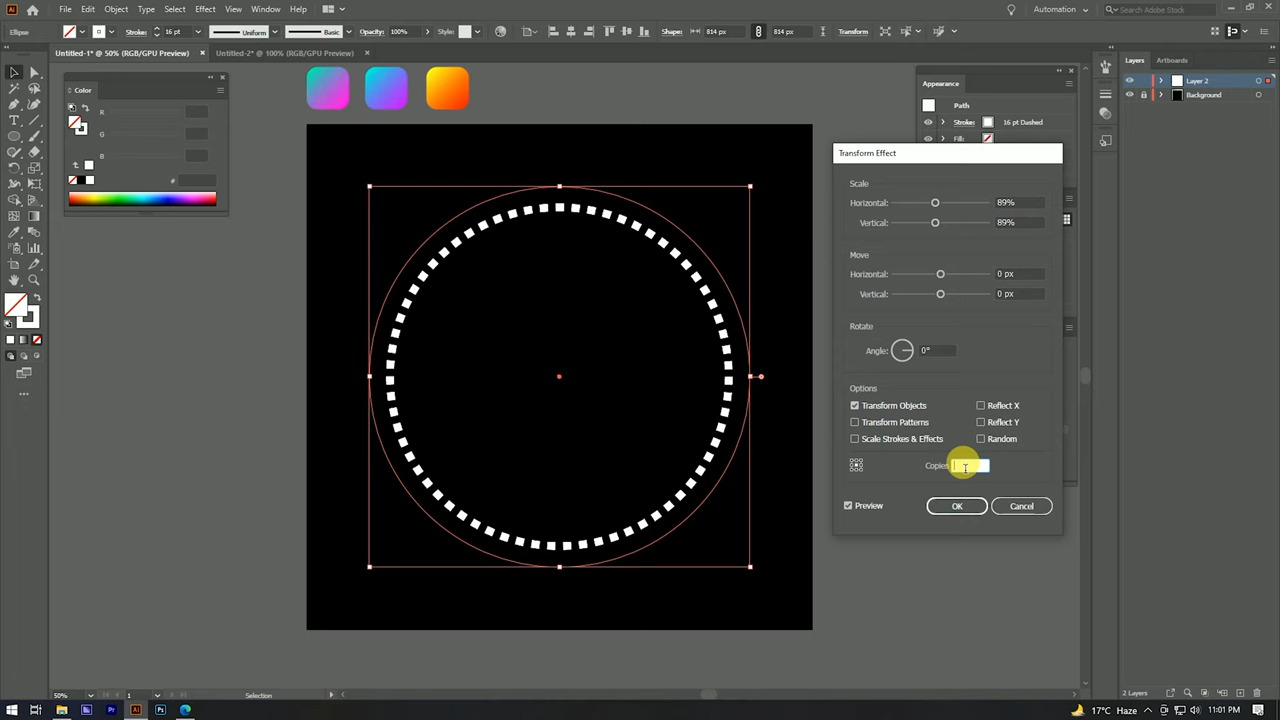 Ai File Edit Object Type Select Effect View Window Help Automation Search Adobe Stock
Ellipse Stroke: 16 pt Uniform Basic Opacity: 100% Style: Shape: 814 px 814 px Transform
Untitled-1* @ 50% (RGB/GPU Preview) × Untitled-2* @ 100% (RGB/GPU Preview) ×
Layers Artboards
Layer 2
Background
Color
R
G
B
#
Appearance
Path
Stroke: 16 pt Dashed
Fill:
Transform Effect
Scale
Horizontal: 89%
Vertical: 89%
Move
Horizontal: 0 px
Vertical: 0 px
Rotate
Angle: 0°
Options
Transform Objects Reflect X
Transform Patterns Reflect Y
Scale Strokes & Effects Random
Copies
Preview OK Cancel
50% 1 Selection
2 Layers
Pr Ai Ps 17°C Haze 11:01 PM